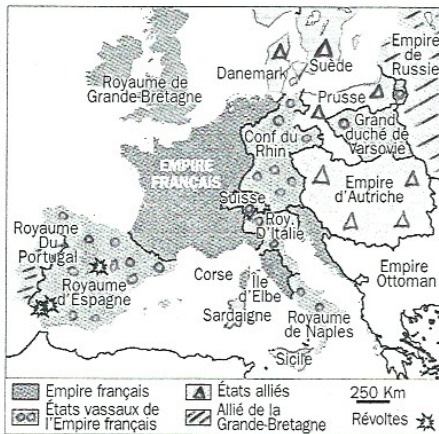 Royaume de
Grande-Bretagne
Danemark
Suède
Empire
de
Russie
Prusse
Conf du
Rhin
Grand
duché de
Varsovie
EMPIRE
FRANÇAIS
Suisse
Empire
d'Autriche
Roy.
D'Italie
Royaume
Du
Portugal
Royaume
d'Espagne
Corse
Île
d'Elbe
Sardaigne
Royaume
de Naples
Empire
Ottoman
Sicile
Empire français
États alliés
250 Km
États vassaux de
l'Empire français
Allié de la
Grande-Bretagne
Révoltes